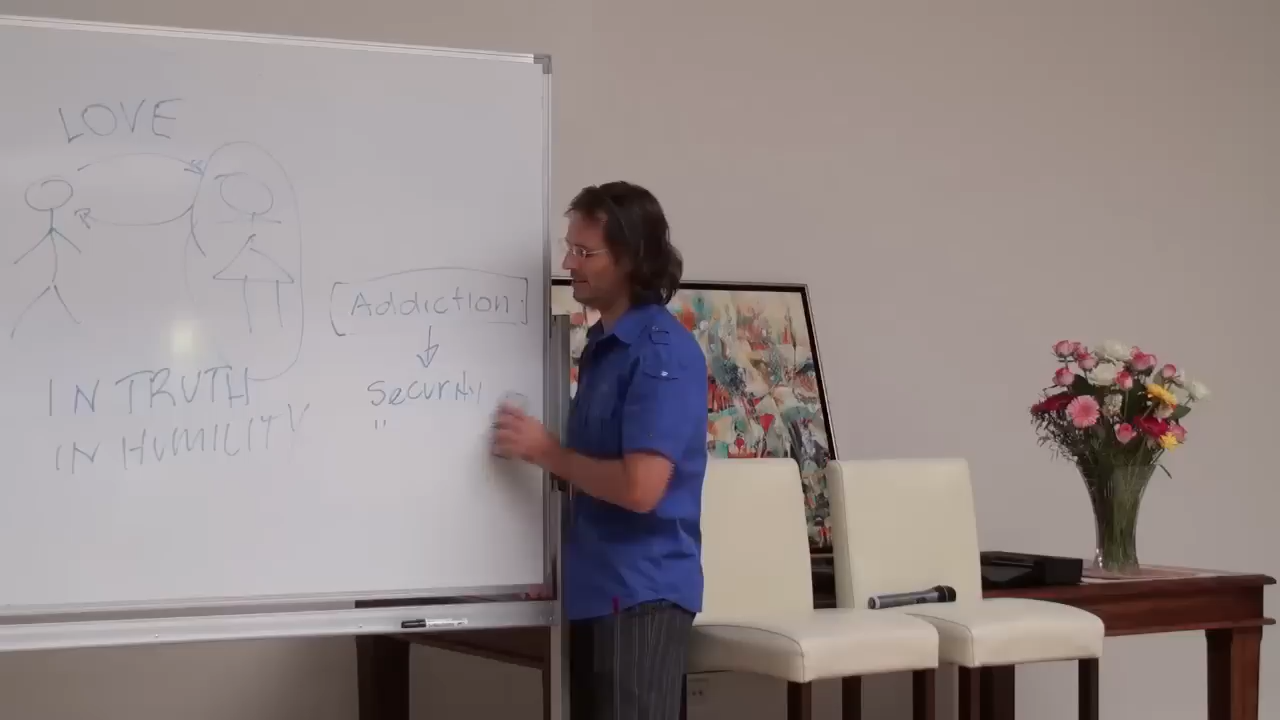 LOVE
[Addiction]
Security
"
IN TRUTH
IN HUMILITY